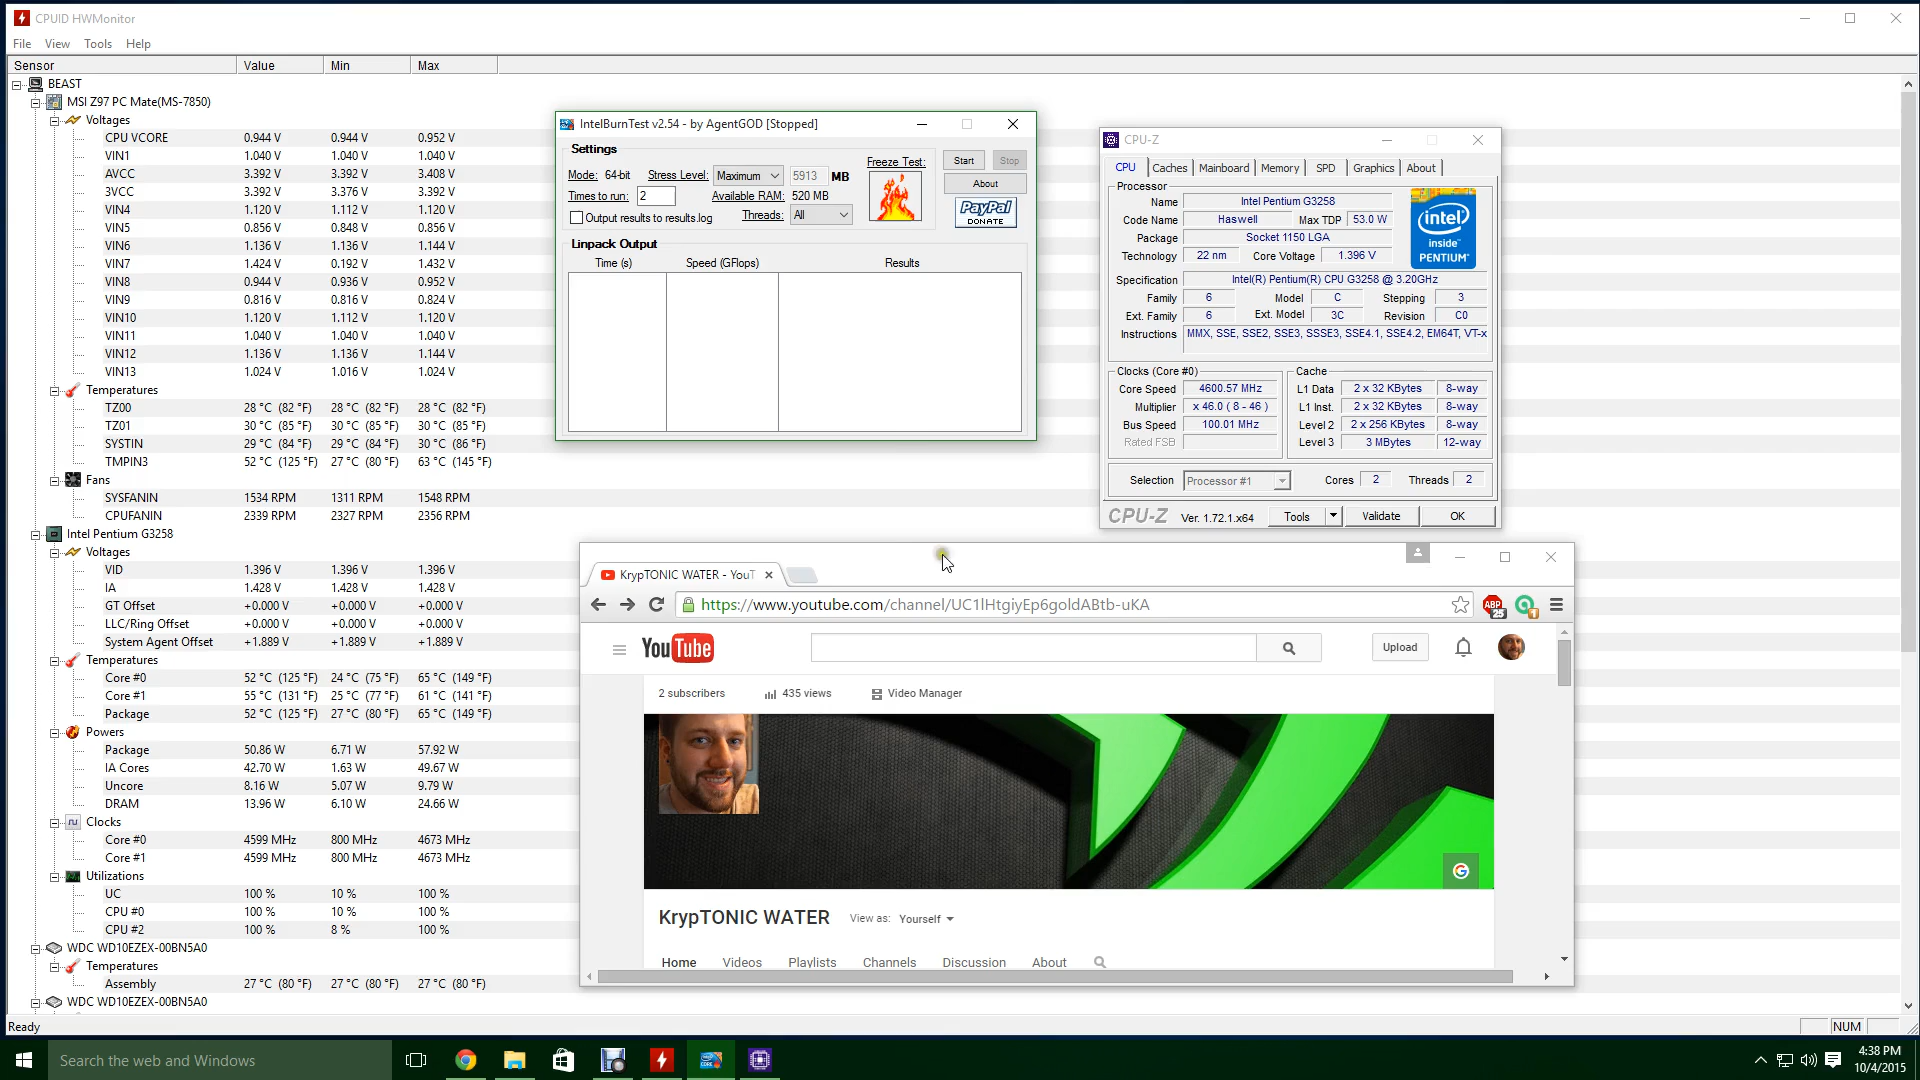 CPUID HWMonitor
File View Tools Help
Sensor Value Min Max
BEAST
MSI Z97 PC Mate(MS-7850)
Voltages
CPU VCORE 0.944 V 0.944 V 0.952 V
VIN1 1.040 V 1.040 V 1.040 V
AVCC 3.392 V 3.392 V 3.408 V
3VCC 3.392 V 3.376 V 3.392 V
VIN4 1.120 V 1.112 V 1.120 V
VIN5 0.856 V 0.848 V 0.856 V
VIN6 1.136 V 1.136 V 1.144 V
VIN7 1.424 V 0.192 V 1.432 V
VIN8 0.944 V 0.936 V 0.952 V
VIN9 0.816 V 0.816 V 0.824 V
VIN10 1.120 V 1.112 V 1.120 V
VIN11 1.040 V 1.040 V 1.040 V
VIN12 1.136 V 1.136 V 1.144 V
VIN13 1.024 V 1.016 V 1.024 V
Temperatures
TZ00 28 °C (82 °F) 28 °C (82 °F) 28 °C (82 °F)
TZ01 30 °C (85 °F) 30 °C (85 °F) 30 °C (85 °F)
SYSTIN 29 °C (84 °F) 29 °C (84 °F) 30 °C (86 °F)
TMPIN3 52 °C (125 °F) 27 °C (80 °F) 63 °C (145 °F)
Fans
SYSFANIN 1534 RPM 1311 RPM 1548 RPM
CPUFANIN 2339 RPM 2327 RPM 2356 RPM
Intel Pentium G3258
Voltages
VID 1.396 V 1.396 V 1.396 V
IA 1.428 V 1.428 V 1.428 V
GT Offset +0.000 V +0.000 V +0.000 V
LLC/Ring Offset +0.000 V +0.000 V +0.000 V
System Agent Offset +1.889 V +1.889 V +1.889 V
Temperatures
Core #0 52 °C (125 °F) 24 °C (75 °F) 65 °C (149 °F)
Core #1 55 °C (131 °F) 25 °C (77 °F) 61 °C (141 °F)
Package 52 °C (125 °F) 27 °C (80 °F) 65 °C (149 °F)
Powers
Package 50.86 W 6.71 W 57.92 W
IA Cores 42.70 W 1.63 W 49.67 W
Uncore 8.16 W 5.07 W 9.79 W
DRAM 13.96 W 6.10 W 24.66 W
Clocks
Core #0 4599 MHz 800 MHz 4673 MHz
Core #1 4599 MHz 800 MHz 4673 MHz
Utilizations
UC 100 % 10 % 100 %
CPU #0 100 % 10 % 100 %
CPU #2 100 % 8 % 100 %
WDC WD10EZEX-00BN5A0
Temperatures
Assembly 27 °C (80 °F) 27 °C (80 °F) 27 °C (80 °F)
WDC WD10EZEX-00BN5A0
Ready NUM
IntelBurnTest v2.54 - by AgentGOD [Stopped]
Settings
Mode: 64-bit Stress Level: Maximum 5913 MB
Times to run: 2 Available RAM: 520 MB
Output results to results.log Threads: All
Freeze Test:
Start Stop
About
PayPal
DONATE
Linpack Output
Time (s) Speed (GFlops) Results
CPU-Z
CPU Caches Mainboard Memory SPD Graphics About
Processor
Name Intel Pentium G3258
Code Name Haswell Max TDP 53.0 W
Package Socket 1150 LGA
Technology 22 nm Core Voltage 1.396 V
intel
inside™
PENTIUM®
Specification Intel(R) Pentium(R) CPU G3258 @ 3.20GHz
Family 6 Model C Stepping 3
Ext. Family 6 Ext. Model 3C Revision C0
Instructions MMX, SSE, SSE2, SSE3, SSSE3, SSE4.1, SSE4.2, EM64T, VT-x
Clocks (Core #0) Cache
Core Speed 4600.57 MHz L1 Data 2 x 32 KBytes 8-way
Multiplier x 46.0 ( 8 - 46 ) L1 Inst. 2 x 32 KBytes 8-way
Bus Speed 100.01 MHz Level 2 2 x 256 KBytes 8-way
Rated FSB Level 3 3 MBytes 12-way
Selection Processor #1 Cores 2 Threads 2
CPU-Z Ver. 1.72.1.x64 Tools Validate OK
KrypTONIC WATER - YouT
https://www.youtube.com/channel/UC1lHtgiyEp6goldABtb-uKA
ABP 25 1
YouTube Upload
2 subscribers 435 views Video Manager
G
KrypTONIC WATER View as: Yourself
Home Videos Playlists Channels Discussion About
Search the web and Windows
4:38 PM
10/4/2015